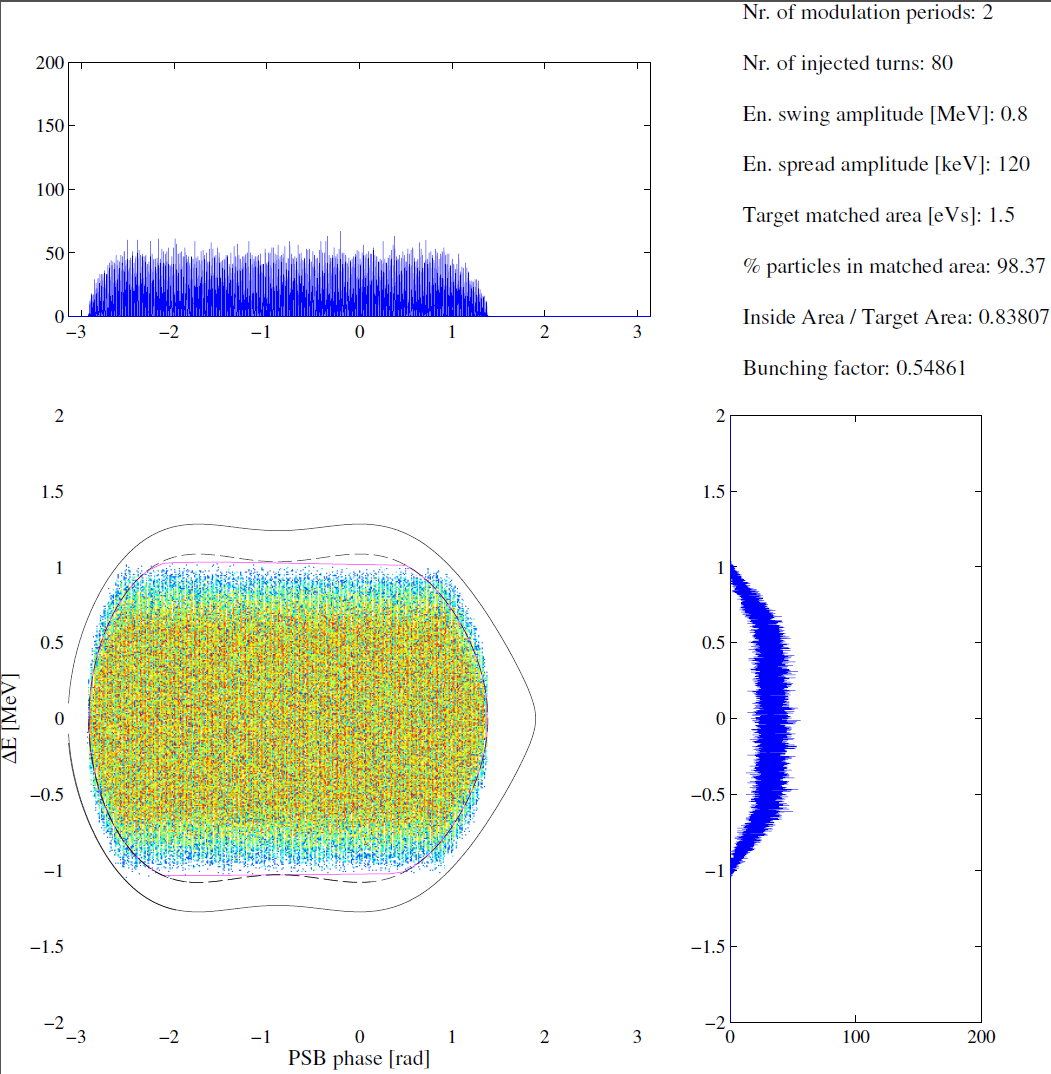 Nr. of modulation periods: 2
Nr. of injected turns: 80
En. swing amplitude [MeV]: 0.8
En. spread amplitude [keV]: 120
Target matched area [eVs]: 1.5
% particles in matched area: 98.37
Inside Area / Target Area: 0.83807
Bunching factor: 0.54861
200
150
100
50
0
−3 −2 −1 0 1 2 3
2
1.5
1
0.5
0
−0.5
−1
−1.5
−2
ΔE [MeV]
−3 −2 −1 0 1 2 3
PSB phase [rad]
2
1.5
1
0.5
0
−0.5
−1
−1.5
−2
0 100 200